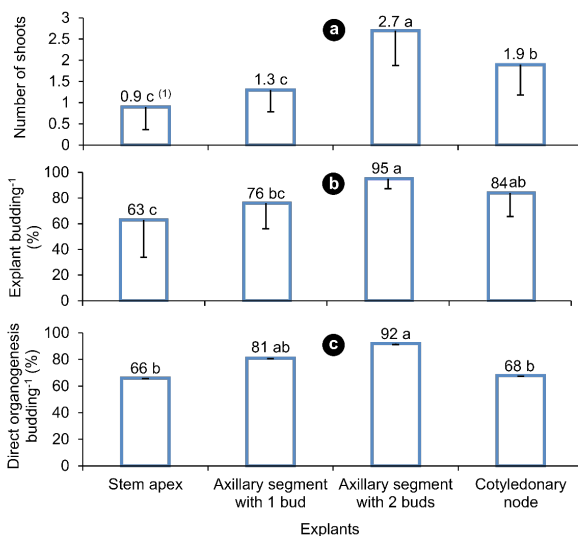 Number of shoots
3
2.5
2
1.5
1
0.5
0
a
0.9 c (1)
1.3 c
2.7 a
1.9 b
Explant budding-1
(%)
100
80
60
40
20
0
b
63 c
76 bc
95 a
84ab
Direct organogenesis
budding-1 (%)
100
80
60
40
20
0
c
66 b
81 ab
92 a
68 b
Stem apex
Axillary segment
with 1 bud
Axillary segment
with 2 buds
Cotyledonary
node
Explants